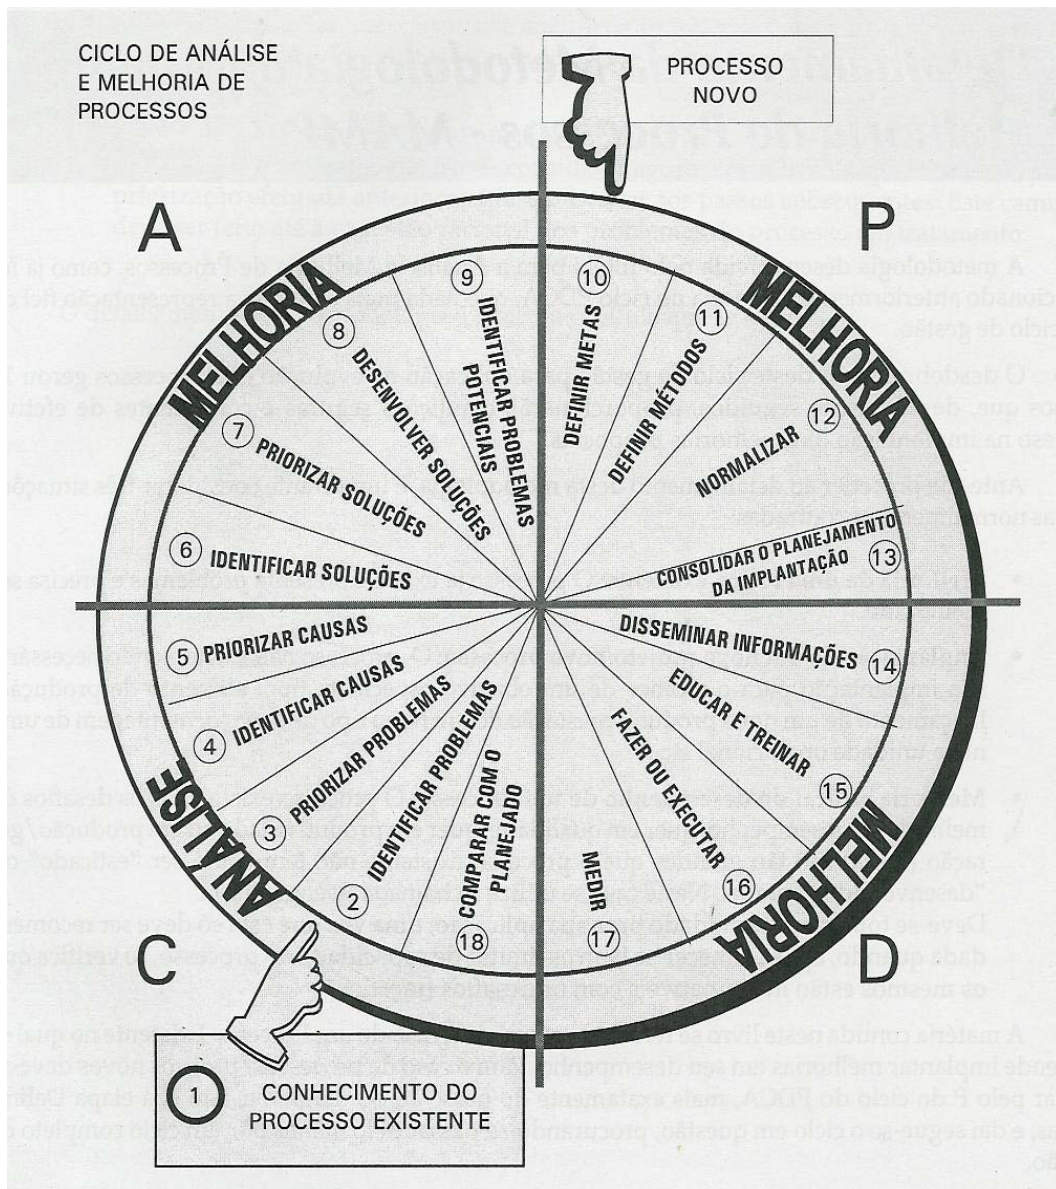 CICLO DE ANÁLISE
E MELHORIA DE
PROCESSOS
PROCESSO
NOVO
A
P
MELHORIA
MELHORIA
9
IDENTIFICAR PROBLEMAS
POTENCIAIS
10
DEFINIR METAS
8
DESENVOLVER SOLUÇÕES
11
DEFINIR MÉTODOS
7
PRIORIZAR SOLUÇÕES
12
NORMALIZAR
6
IDENTIFICAR SOLUÇÕES
CONSOLIDAR O PLANEJAMENTO
DA IMPLANTAÇÃO
13
5
PRIORIZAR CAUSAS
DISSEMINAR INFORMAÇÕES
14
4
IDENTIFICAR CAUSAS
EDUCAR E TREINAR
15
3
PRIORIZAR PROBLEMAS
FAZER OU EXECUTAR
16
2
IDENTIFICAR PROBLEMAS
COMPARAR COM O
PLANEJADO
18
MEDIR
17
ANÁLISE
MELHORIA
C
D
1
CONHECIMENTO DO
PROCESSO EXISTENTE